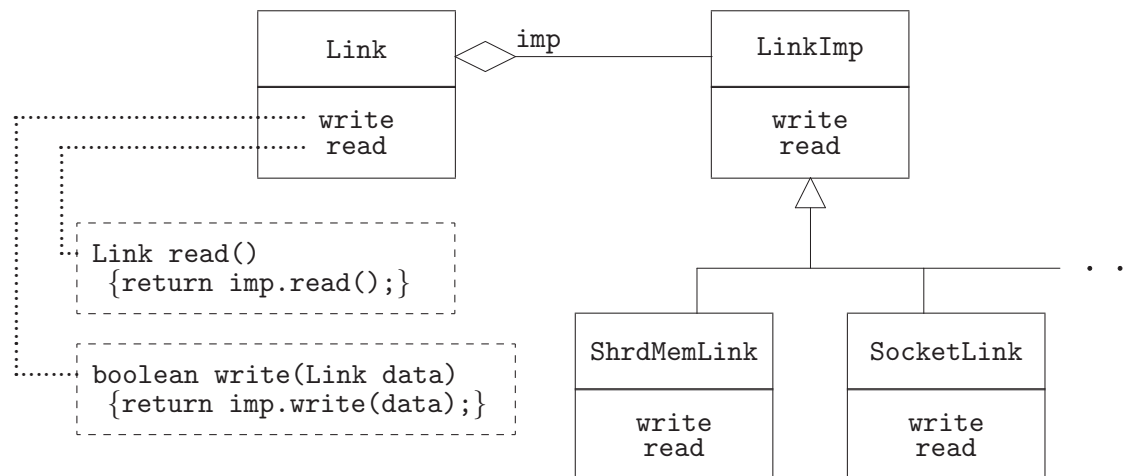 Link
imp
LinkImp
write
read
write
read
Link read()
{return imp.read();}
boolean write(Link data)
{return imp.write(data);}
ShrdMemLink
SocketLink
write
read
write
read
. .